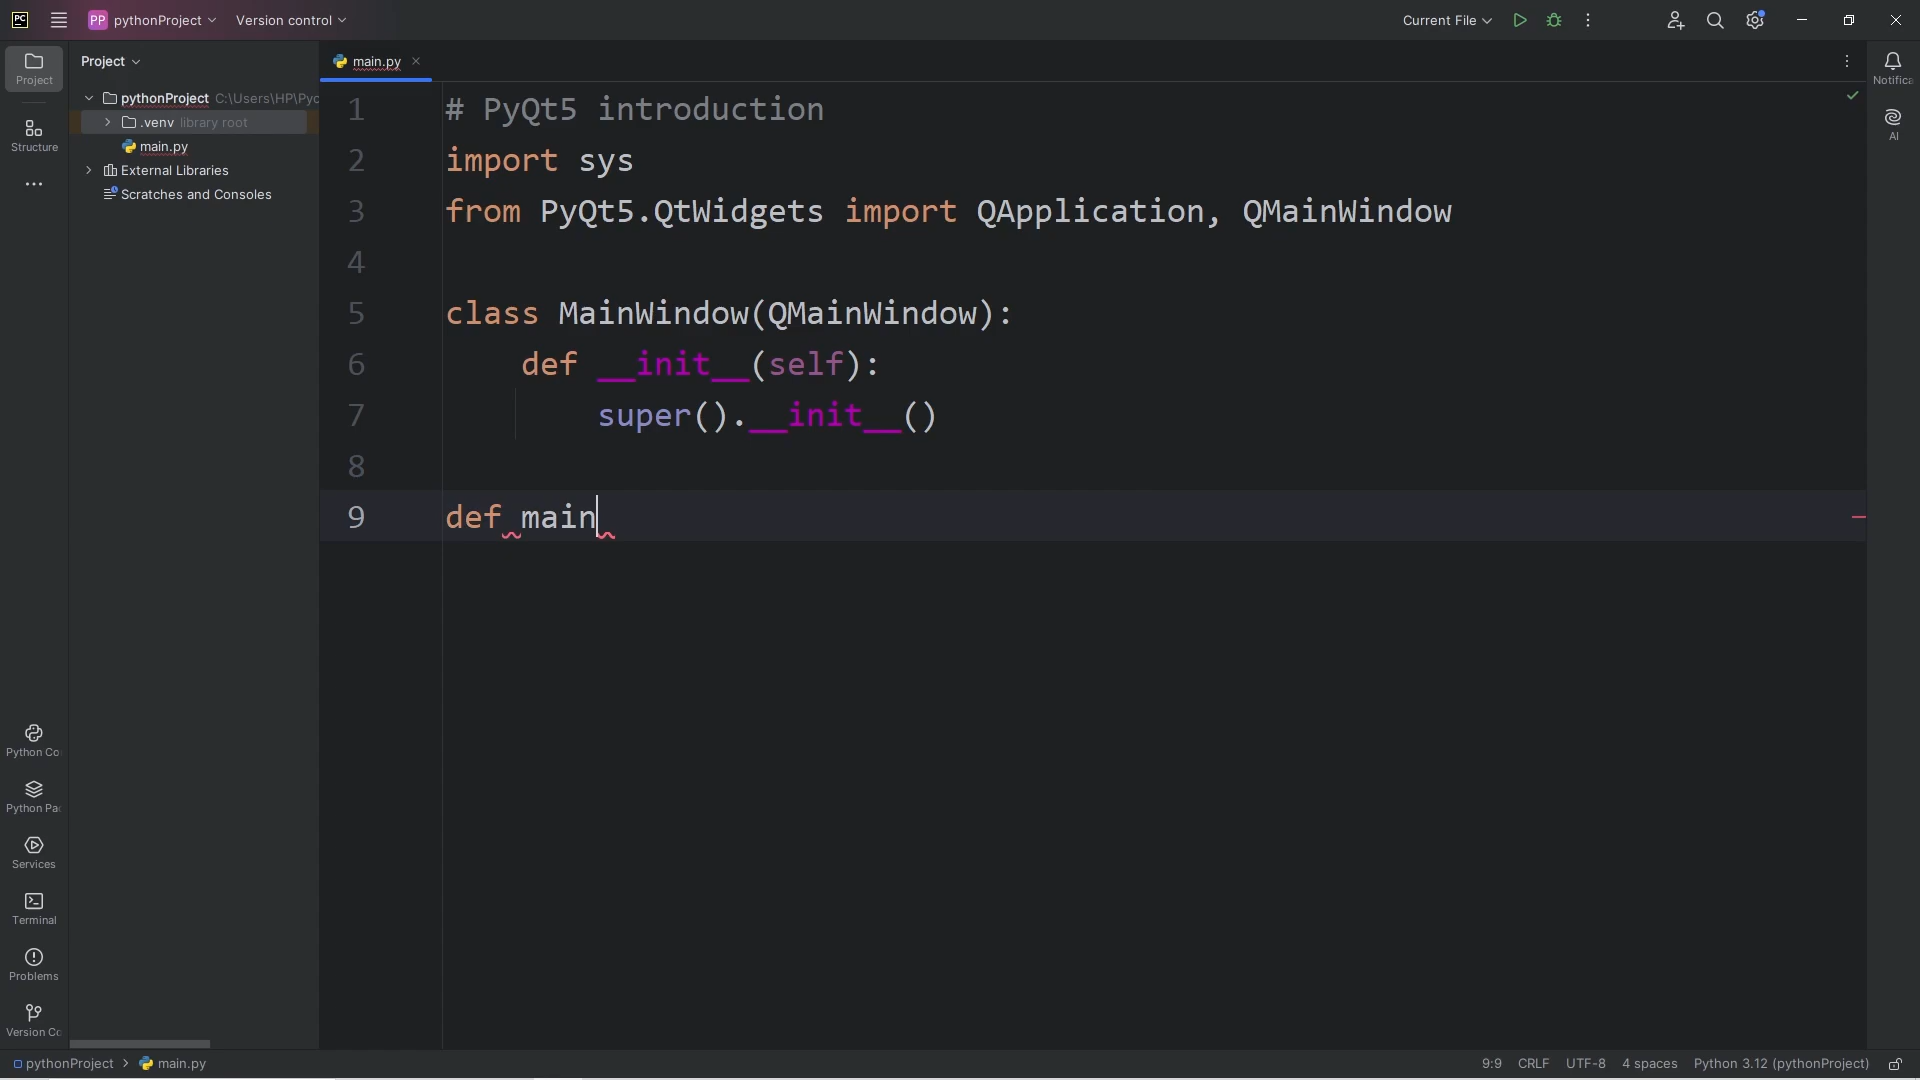 PC PP pythonProject Version control Current File
Project
Structure
Python Co
Python Pac
Services
Terminal
Problems
Version Co
Project
pythonProject C:\Users\HP\Pyc
.venv library root
main.py
External Libraries
Scratches and Consoles
main.py
1 # PyQt5 introduction
2 import sys
3 from PyQt5.QtWidgets import QApplication, QMainWindow
4
5 class MainWindow(QMainWindow):
6 def __init__(self):
7 super().__init__()
8
9 def main
Notifica
AI
pythonProject > main.py 9:9 CRLF UTF-8 4 spaces Python 3.12 (pythonProject)